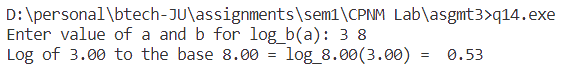 D:\personal\btech-JU\assignments\sem1\CPNM Lab\asgmt3>q14.exe
Enter value of a and b for log_b(a): 3 8
Log of 3.00 to the base 8.00 = log_8.00(3.00) =  0.53